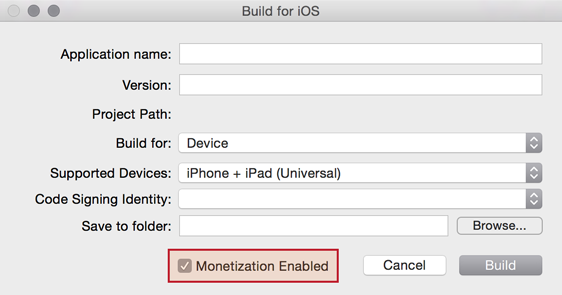 Build for iOS
Application name:
Version:
Project Path:
Build for: Device
Supported Devices: iPhone + iPad (Universal)
Code Signing Identity:
Save to folder: Browse...
Monetization Enabled Cancel Build